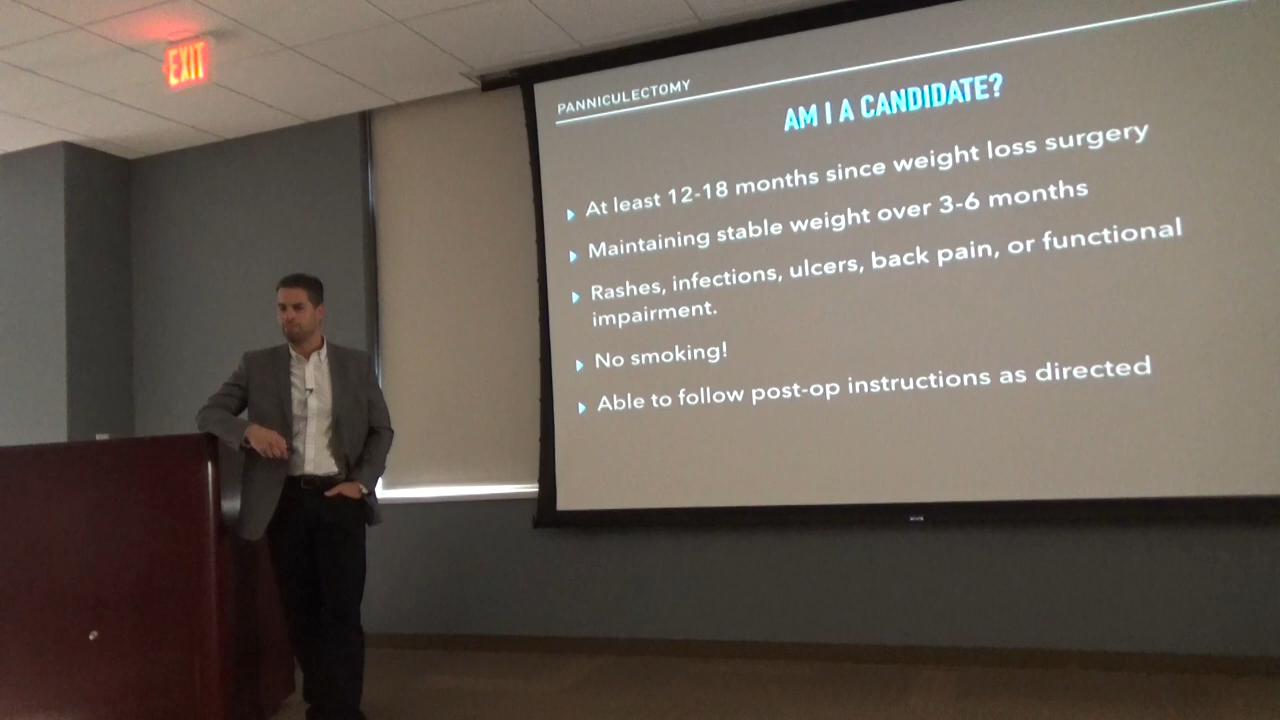 EXIT
PANNICULECTOMY
AM I A CANDIDATE?
At least 12-18 months since weight loss surgery
Maintaining stable weight over 3-6 months
Rashes, infections, ulcers, back pain, or functional
impairment.
No smoking!
Able to follow post-op instructions as directed